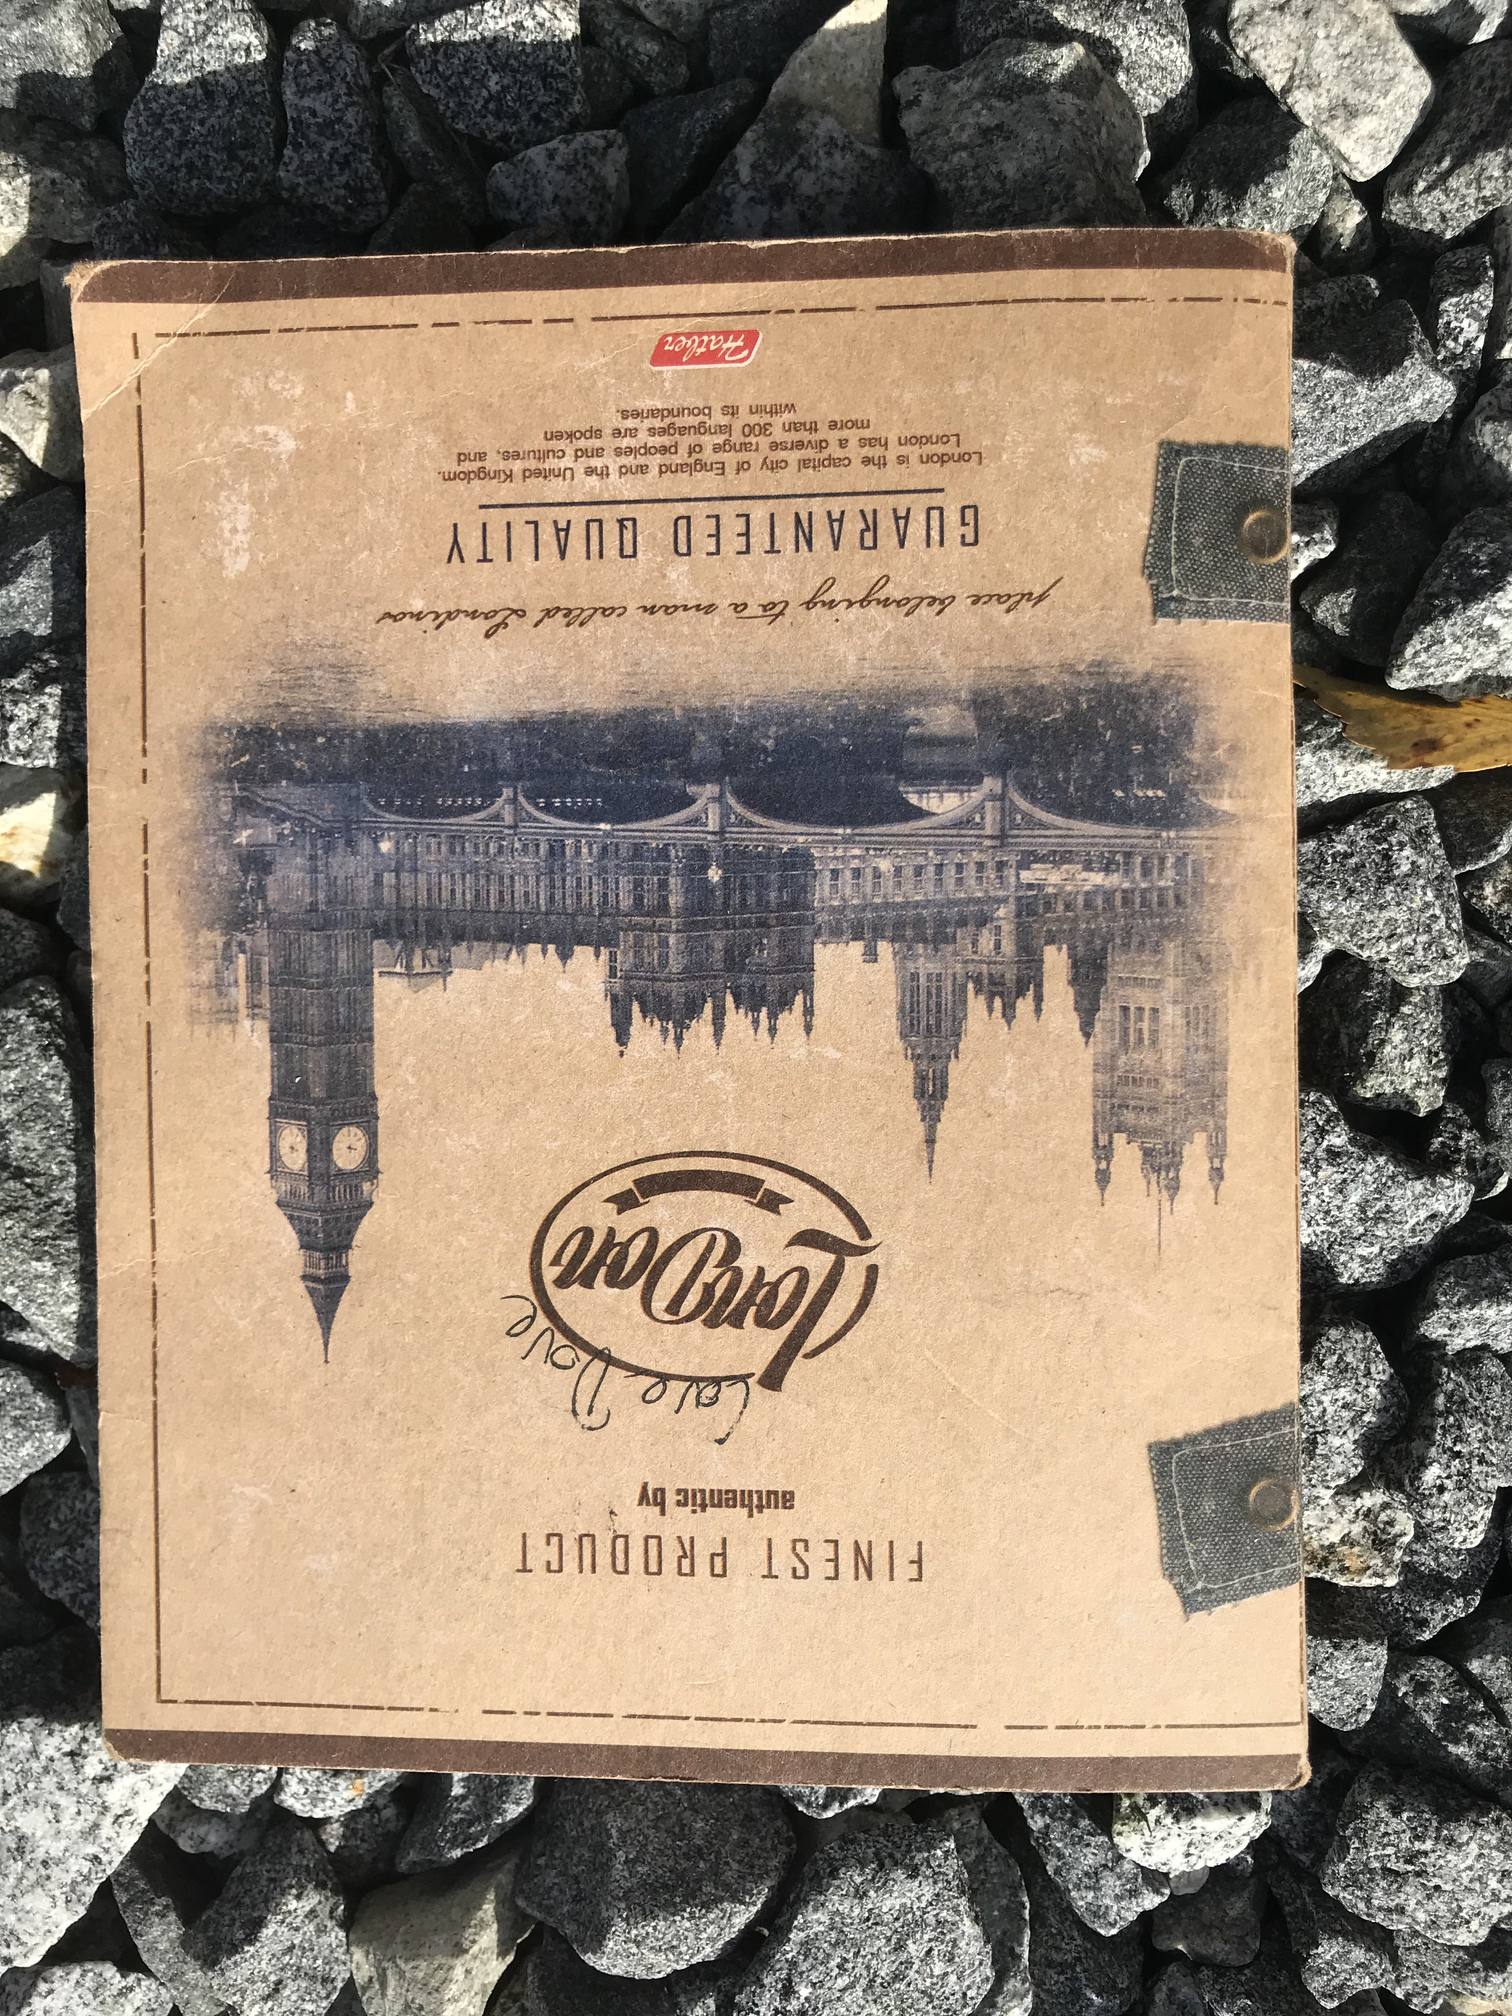 FINEST PRODUCT
authentic by
Love Dove
LonDon
place belonging to a man called Londinos
GUARANTEED QUALITY
London is the capital city of England and the United Kingdom.
London has a diverse range of peoples and cultures, and
more than 300 languages are spoken
within its boundaries.
Hatber